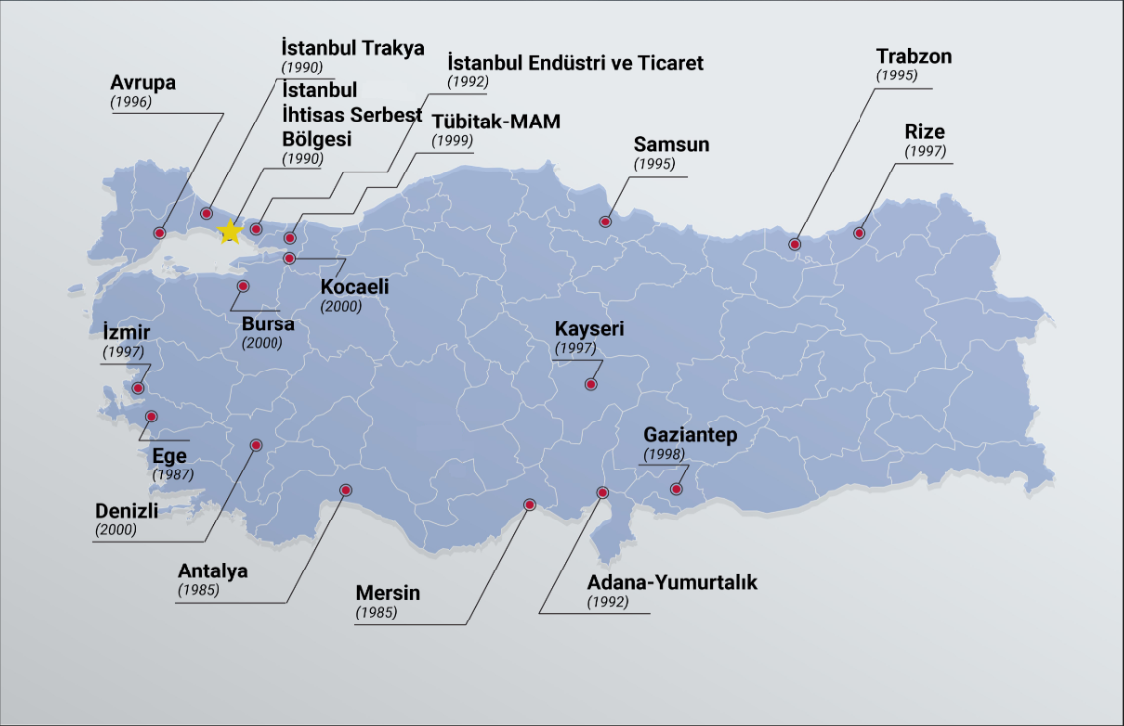 İstanbul Trakya
(1990)
İstanbul Endüstri ve Ticaret
(1992)
Trabzon
(1995)
Avrupa
(1996)
İstanbul
İhtisas Serbest
Bölgesi
(1990)
Tübitak-MAM
(1999)
Samsun
(1995)
Rize
(1997)
Kocaeli
(2000)
Bursa
(2000)
İzmir
(1997)
Kayseri
(1997)
Ege
(1987)
Gaziantep
(1998)
Denizli
(2000)
Antalya
(1985)
Mersin
(1985)
Adana-Yumurtalık
(1992)